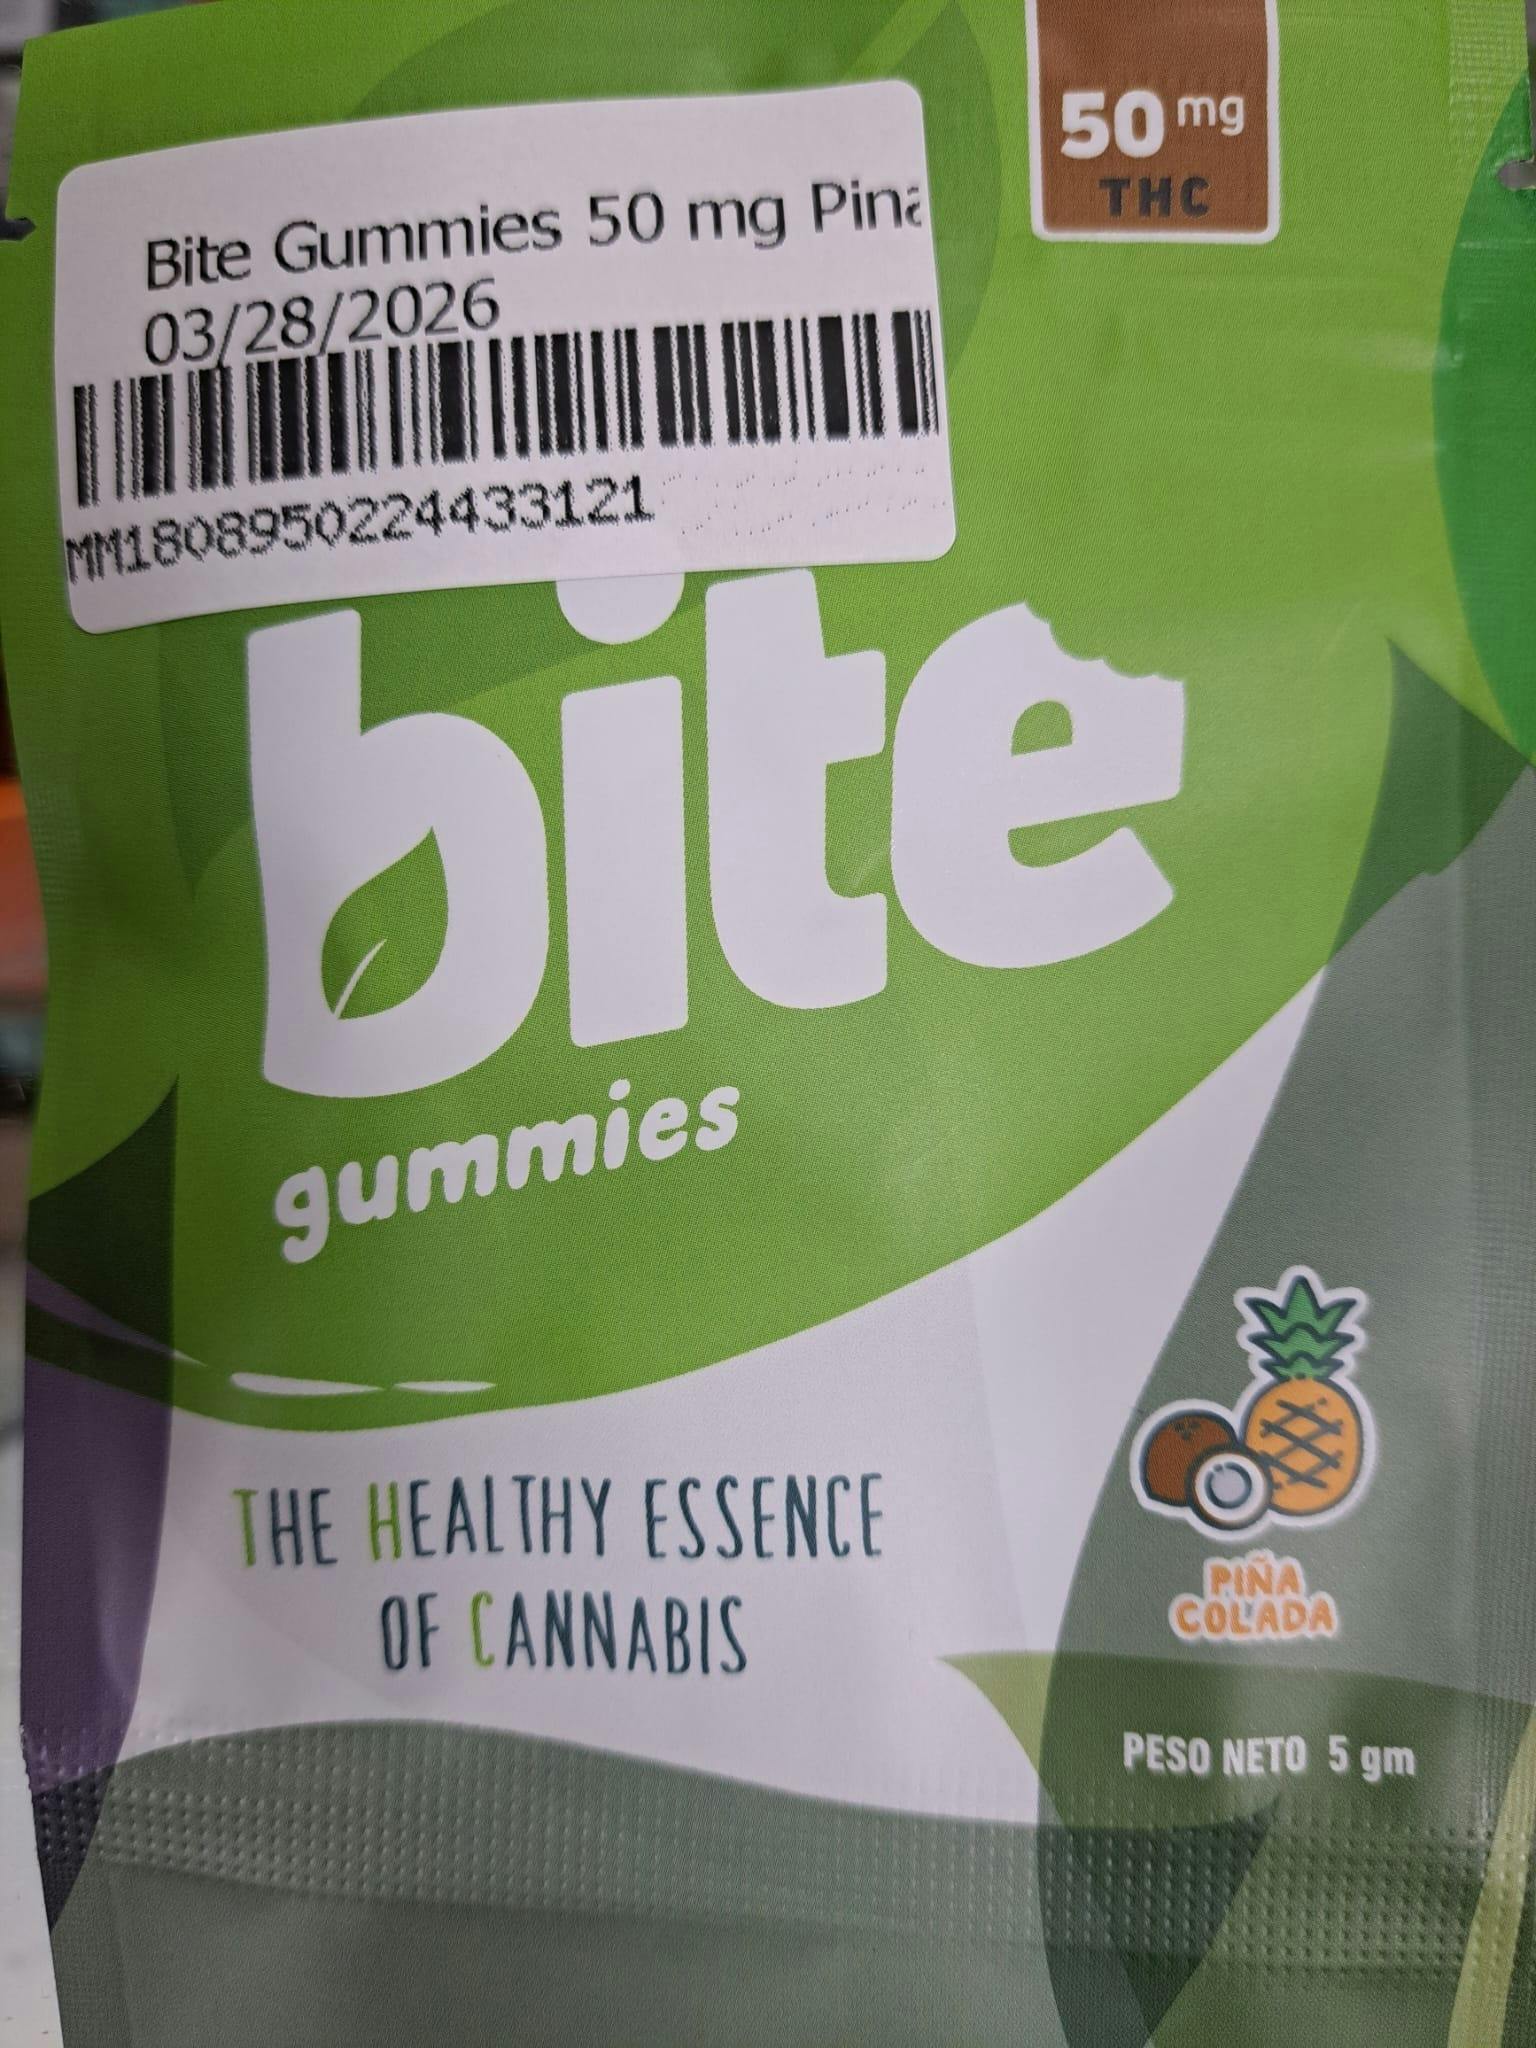 50 mg
THC
Bite Gummies 50 mg
03/28/2026
MM1808950224433121
bite
gummies
THE HEALTHY ESSENCE
OF CANNABIS
PIÑA
COLADA
PESO NETO 5 gm